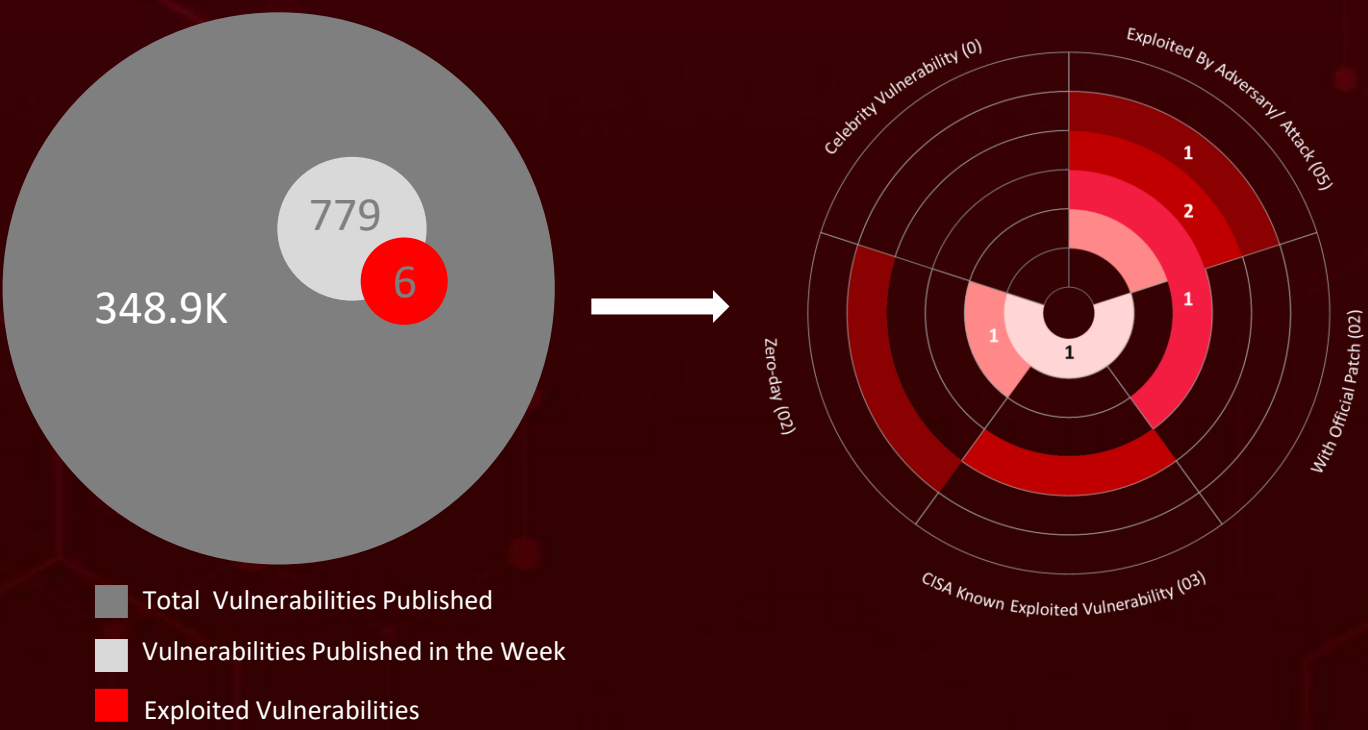 348.9K
779
6
Total Vulnerabilities Published
Vulnerabilities Published in the Week
Exploited Vulnerabilities
Celebrity Vulnerability (0)
Exploited By Adversary/ Attack (05)
With Official Patch (02)
CISA Known Exploited Vulnerability (03)
Zero-day (02)
1
2
1
1
1